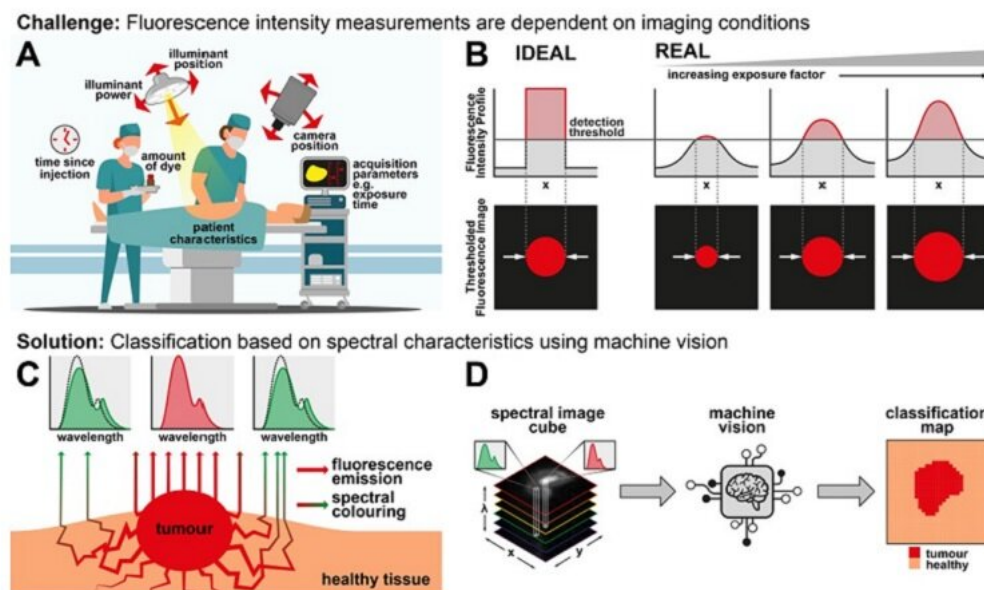 Challenge: Fluorescence intensity measurements are dependent on imaging conditions
A
illuminant
position
illuminant
power
camera
position
time since
injection
amount
of dye
acquisition
parameters
e.g.
exposure
time
patient
characteristics
B
IDEAL
REAL
increasing exposure factor
Fluorescence
Intensity Profile
detection
threshold
x
x
x
x
Thresholded
Fluorescence Image
Solution: Classification based on spectral characteristics using machine vision
C
wavelength
wavelength
wavelength
fluorescence
emission
spectral
colouring
tumour
healthy tissue
D
spectral image
cube
machine
vision
classification
map
λ
x
y
tumour
healthy